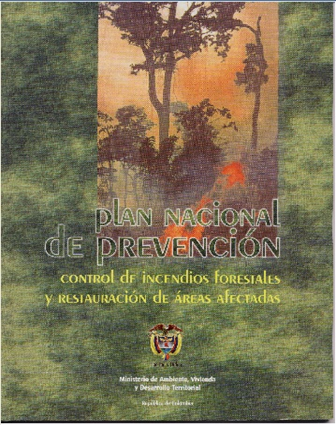 plan nacional
de prevención
control de incendios forestales
y restauración de áreas afectadas
Ministerio de Ambiente, Vivienda
y Desarrollo Territorial
República de Colombia